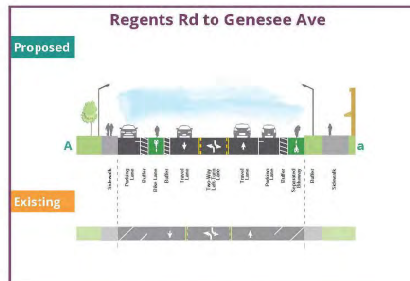 Regents Rd to Genesee Ave
Proposed
A
a
Sidewalk
Parking Lane
Buffer
Bike Lane
Buffer
Travel Lane
Two-Way Left Turn Lane
Travel Lane
Parking Lane
Buffer
Separated Bikeway
Buffer
Sidewalk
Existing